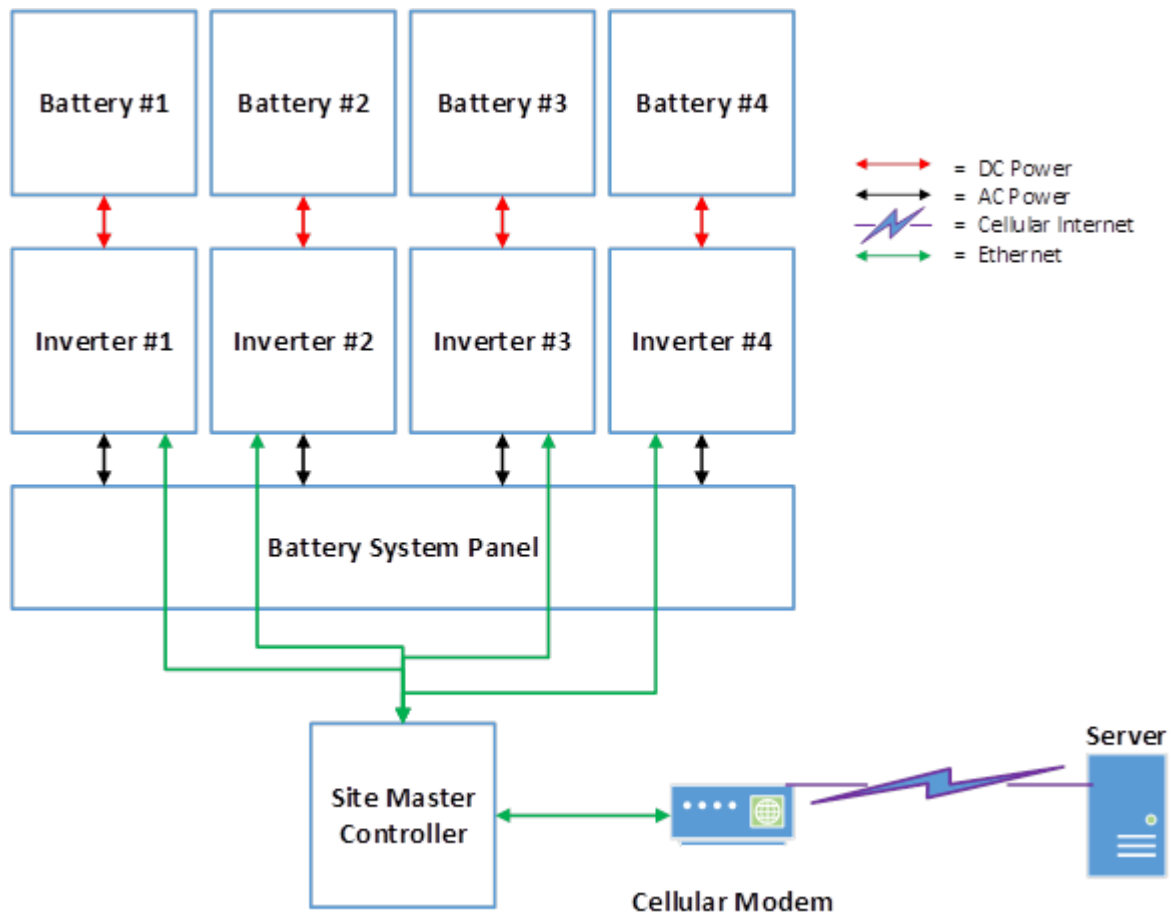 Battery #1
Battery #2
Battery #3
Battery #4
= DC Power
= AC Power
= Cellular Internet
= Ethernet
Inverter #1
Inverter #2
Inverter #3
Inverter #4
Battery System Panel
Site Master
Controller
Cellular Modem
Server